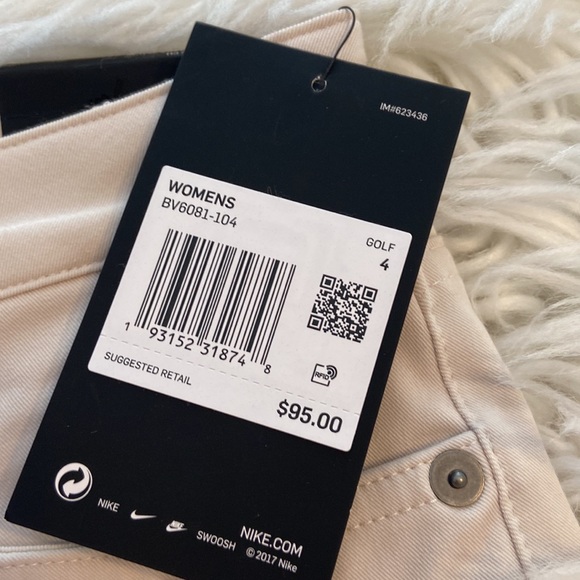 IM#623436
WOMENS
BV6081-104
GOLF
4
1 93152 31874 8
RFID
SUGGESTED RETAIL
$95.00
NIKE
NIKE
SWOOSH
NIKE.COM
© 2017 Nike